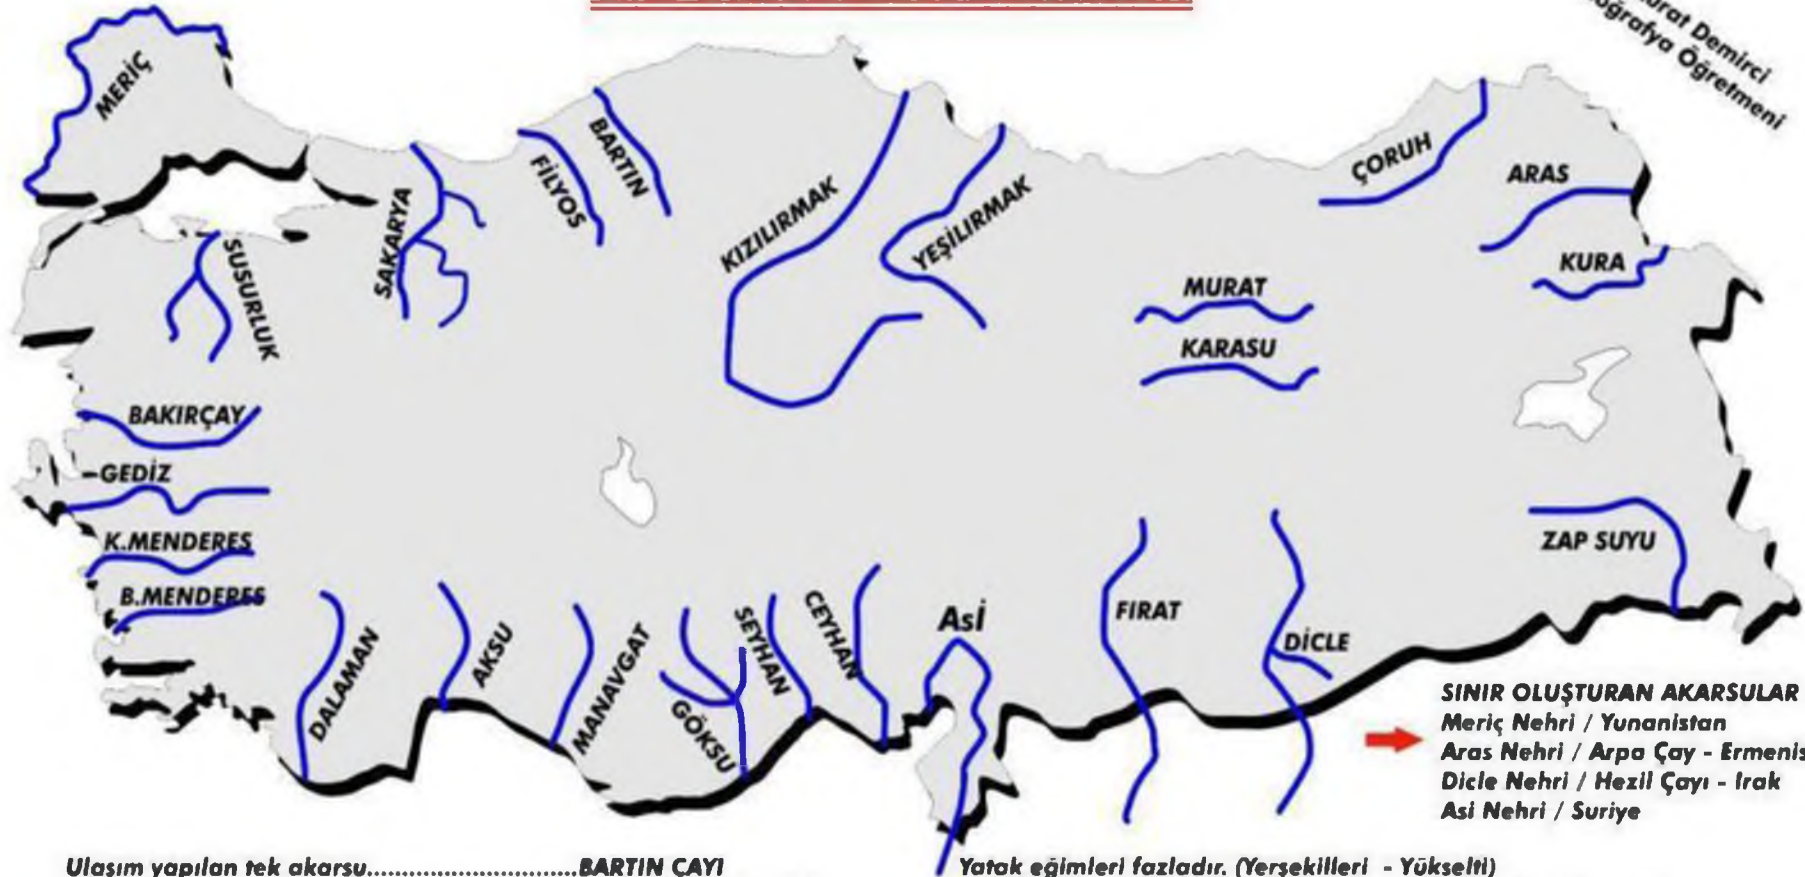 Demirci
Öğretmeni
MERİÇ
BARTIN
FİLYOS
SAKARYA
KIZILIRMAK
YEŞİLIRMAK
ÇORUH
ARAS
KURA
SUSURLUK
MURAT
KARASU
BAKIRÇAY
GEDİZ
K.MENDERES
B.MENDERES
ZAP SUYU
DALAMAN
AKSU
MANAVGAT
GÖKSU
SEYHAN
CEYHAN
Asİ
FIRAT
DİCLE
SINIR OLUŞTURAN AKARSULAR
Meriç Nehri / Yunanistan
Aras Nehri / Arpa Çay - Ermenis
Dicle Nehri / Hezil Çayı - Irak
Asi Nehri / Suriye
Ulaşım yapılan tek akarsu..............................BARTIN ÇAYI
Yatak eğimleri fazladır. (Yerşekilleri - Yükselti)